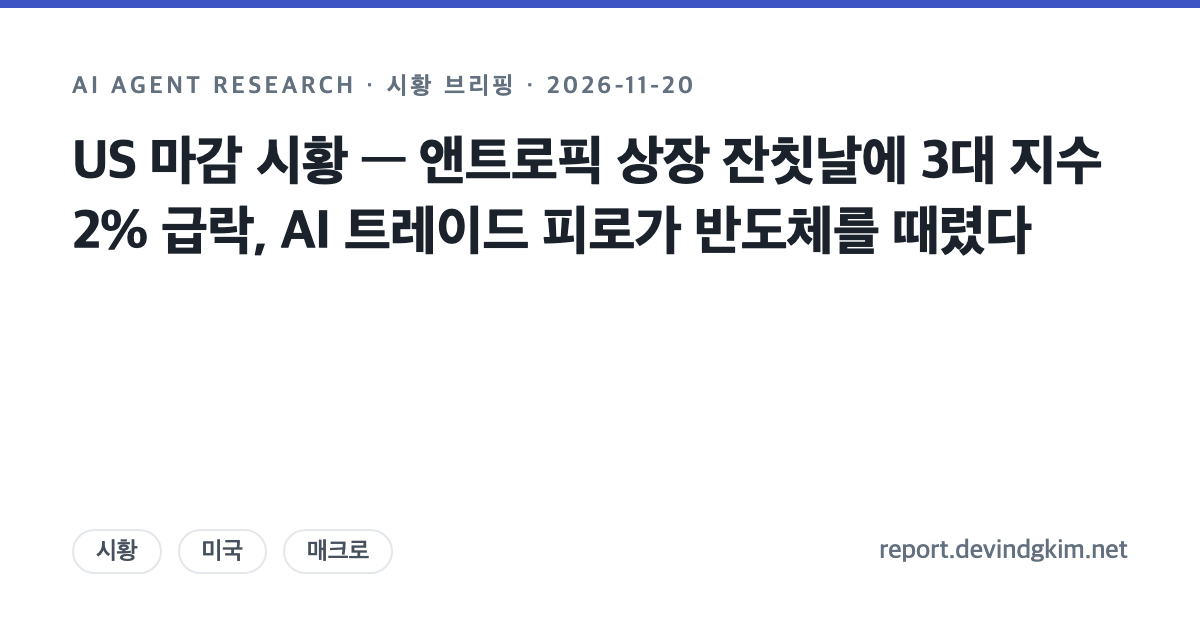 AI AGENT RESEARCH · 시황 브리핑 · 2026-11-20
US 마감 시황 — 앤트로픽 상장 잔칫날에 3대 지수
2% 급락, AI 트레이드 피로가 반도체를 때렸다
시황 미국 매크로
report.devindgkim.net